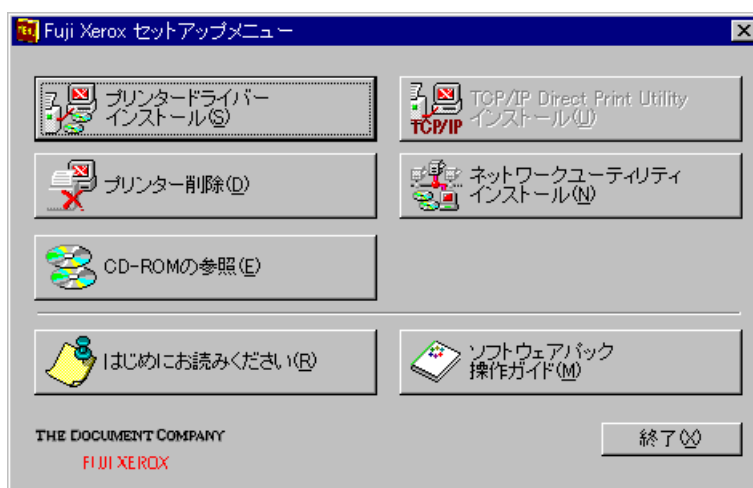 Fuji Xerox セットアップメニュー
プリンタードライバー
インストール(S)
TCP/IP
TCP/IP Direct Print Utility
インストール(U)
プリンター削除(D)
ネットワークユーティリティ
インストール(N)
CD-ROMの参照(E)
はじめにお読みください(R)
ソフトウェアパック
操作ガイド(M)
THE DOCUMENT COMPANY
FUJI XEROX
終了(X)